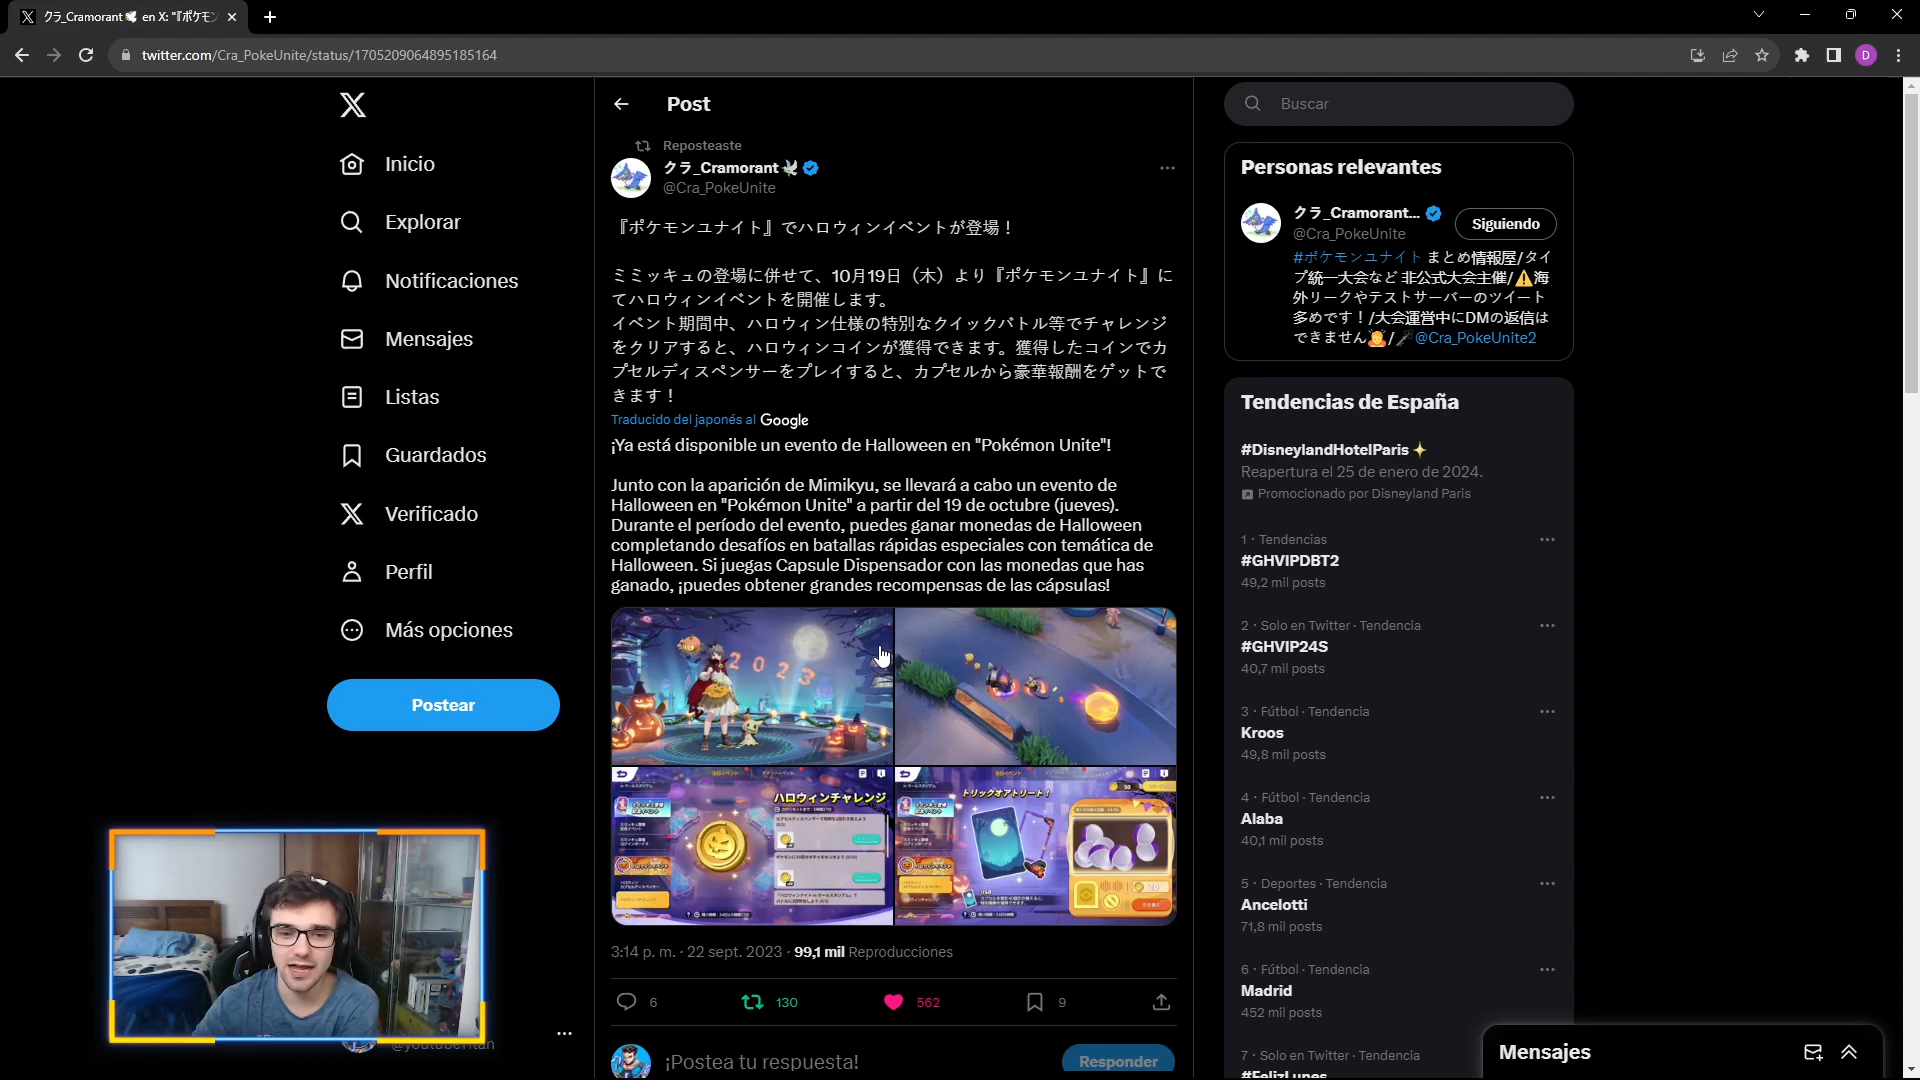 クラ_Cramorant🕊 en X: "『ポケモ
twitter.com/Cra_PokeUnite/status/1705209064895185164
D
Inicio
Explorar
Notificaciones
Mensajes
Listas
Guardados
Verificado
Perfil
Más opciones
Postear
Post
Reposteaste
クラ_Cramorant🕊
@Cra_PokeUnite
『ポケモンユナイト』でハロウィンイベントが登場！
ミミッキュの登場に併せて、10月19日（木）より『ポケモンユナイト』に
てハロウィンイベントを開催します。
イベント期間中、ハロウィン仕様の特別なクイックバトル等でチャレンジ
をクリアすると、ハロウィンコインが獲得できます。獲得したコインでカ
プセルディスペンサーをプレイすると、カプセルから豪華報酬をゲットで
きます！
Traducido del japonés al Google
¡Ya está disponible un evento de Halloween en "Pokémon Unite"!
Junto con la aparición de Mimikyu, se llevará a cabo un evento de
Halloween en "Pokémon Unite" a partir del 19 de octubre (jueves).
Durante el período del evento, puedes ganar monedas de Halloween
completando desafíos en batallas rápidas especiales con temática de
Halloween. Si juegas Capsule Dispensador con las monedas que has
ganado, ¡puedes obtener grandes recompensas de las cápsulas!
2023
ハロウィンチャレンジ
トリックオアトリート！
3:14 p. m. · 22 sept. 2023 · 99,1 mil Reproducciones
6
130
562
9
¡Postea tu respuesta!
Responder
Buscar
Personas relevantes
クラ_Cramorant...
@Cra_PokeUnite
Siguiendo
#ポケモンユナイト まとめ情報屋/タイ
プ統一大会など 非公式大会主催/⚠️海
外リークやテストサーバーのツイート
多めです！/大会運営中にDMの返信は
できません🙇/🗝@Cra_PokeUnite2
Tendencias de España
#DisneylandHotelParis
Reapertura el 25 de enero de 2024.
Promocionado por Disneyland Paris
1 · Tendencias
#GHVIPDBT2
49,2 mil posts
2 · Solo en Twitter · Tendencia
#GHVIP24S
40,7 mil posts
3 · Fútbol · Tendencia
Kroos
49,8 mil posts
4 · Fútbol · Tendencia
Alaba
40,1 mil posts
5 · Deportes · Tendencia
Ancelotti
71,8 mil posts
6 · Fútbol · Tendencia
Madrid
452 mil posts
7 · Solo en Twitter · Tendencia
#FelizLunes
Mensajes